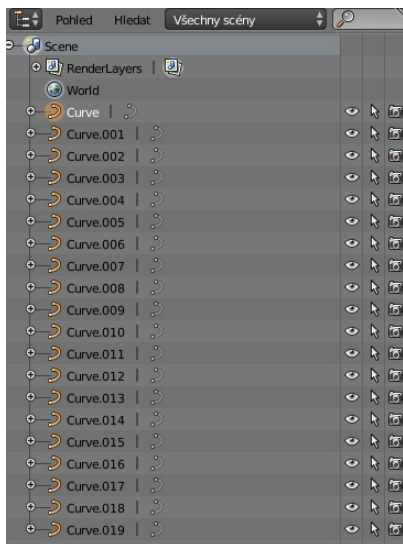 Pohled Hledat Všechny scény
Scene
RenderLayers |
World
Curve |
Curve.001 |
Curve.002 |
Curve.003 |
Curve.004 |
Curve.005 |
Curve.006 |
Curve.007 |
Curve.008 |
Curve.009 |
Curve.010 |
Curve.011 |
Curve.012 |
Curve.013 |
Curve.014 |
Curve.015 |
Curve.016 |
Curve.017 |
Curve.018 |
Curve.019 |